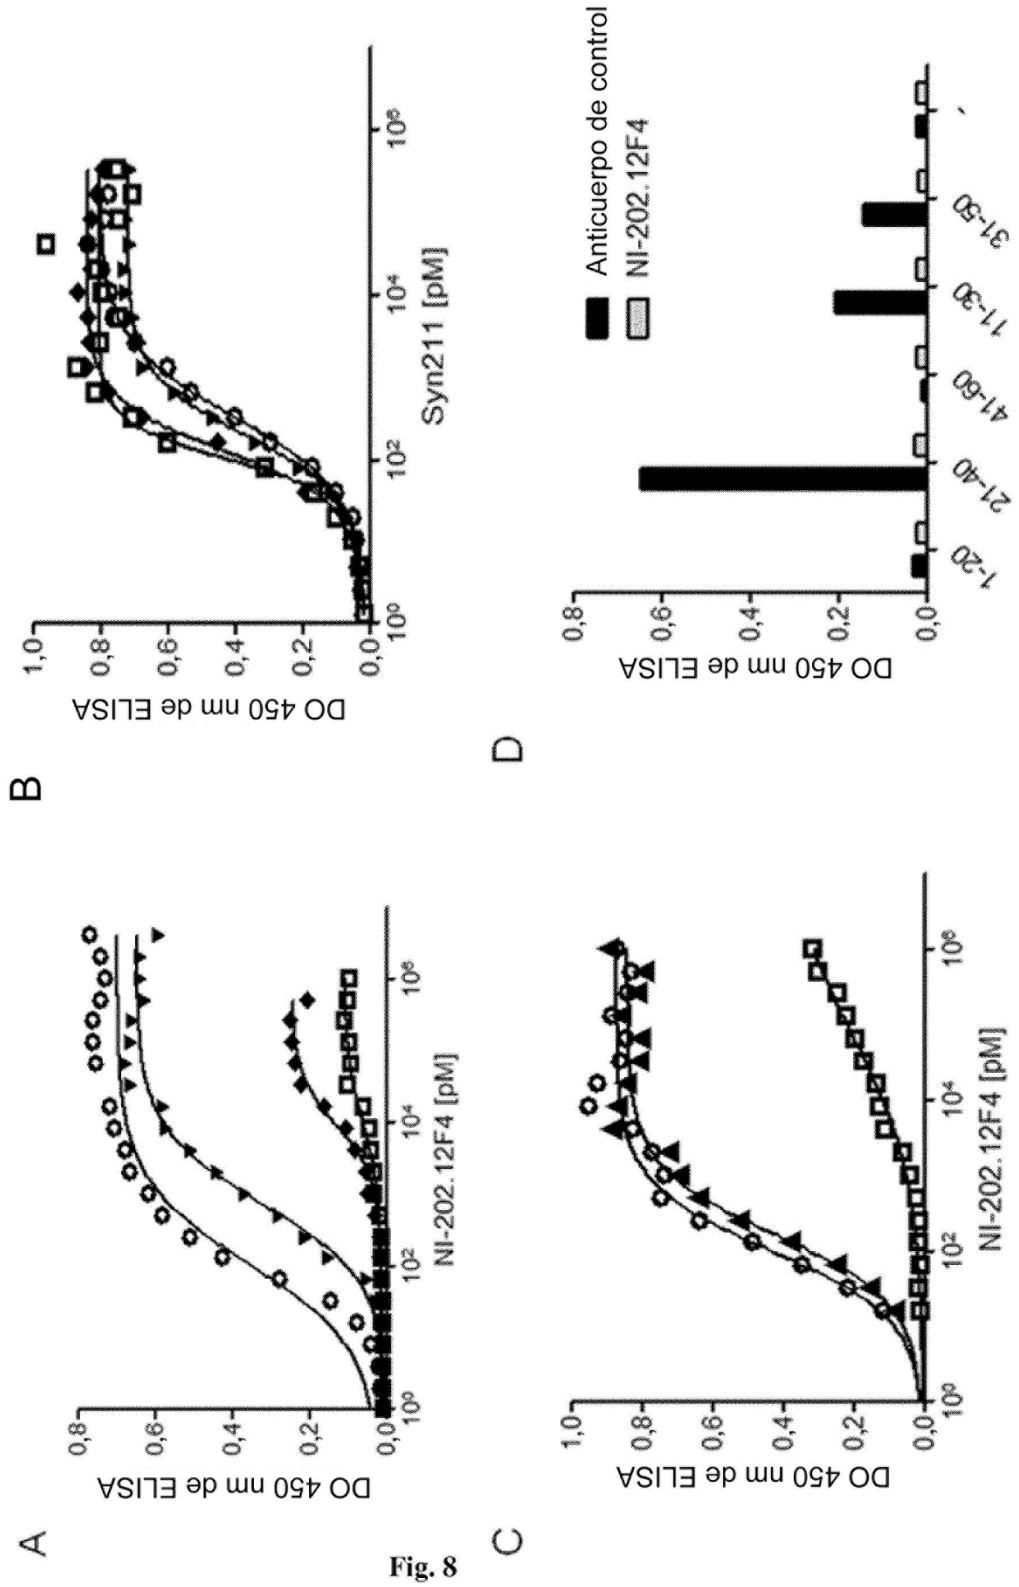 A
DO 450 nm de ELISA
0,8
0,6
0,4
0,2
0,0
10⁰
10²
10⁴
10⁶
NI-202.12F4 [pM]
B
DO 450 nm de ELISA
1,0
0,8
0,6
0,4
0,2
0,0
10⁰
10²
10⁴
10⁶
Syn211 [pM]
C
DO 450 nm de ELISA
1,0
0,8
0,6
0,4
0,2
0,0
10⁰
10²
10⁴
10⁶
NI-202.12F4 [pM]
D
DO 450 nm de ELISA
0,8
0,6
0,4
0,2
0,0
1-20
21-40
41-60
11-30
31-50
Anticuerpo de control
NI-202.12F4
Fig. 8